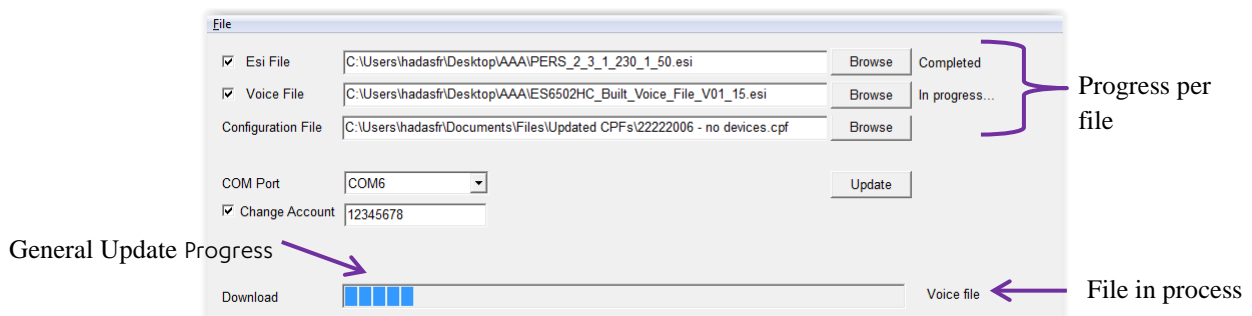 File
Esi File C:\Users\hadasfr\Desktop\AAA\PERS_2_3_1_230_1_50.esi Browse Completed
Voice File C:\Users\hadasfr\Desktop\AAA\ES6502HC_Built_Voice_File_V01_15.esi Browse In progress...
Progress per
file
Configuration File C:\Users\hadasfr\Documents\Files\Updated CPFs\22222006 - no devices.cpf Browse
COM Port COM6 Update
Change Account 12345678
General Update Progress
Download Voice file File in process